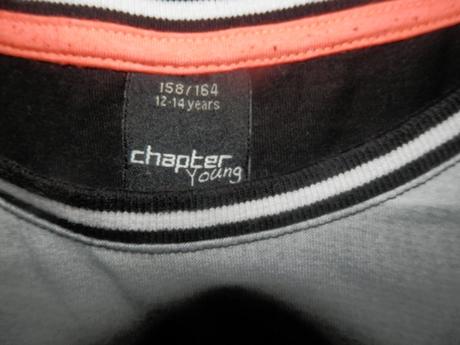 158/164
12-14 years
chapter
Young